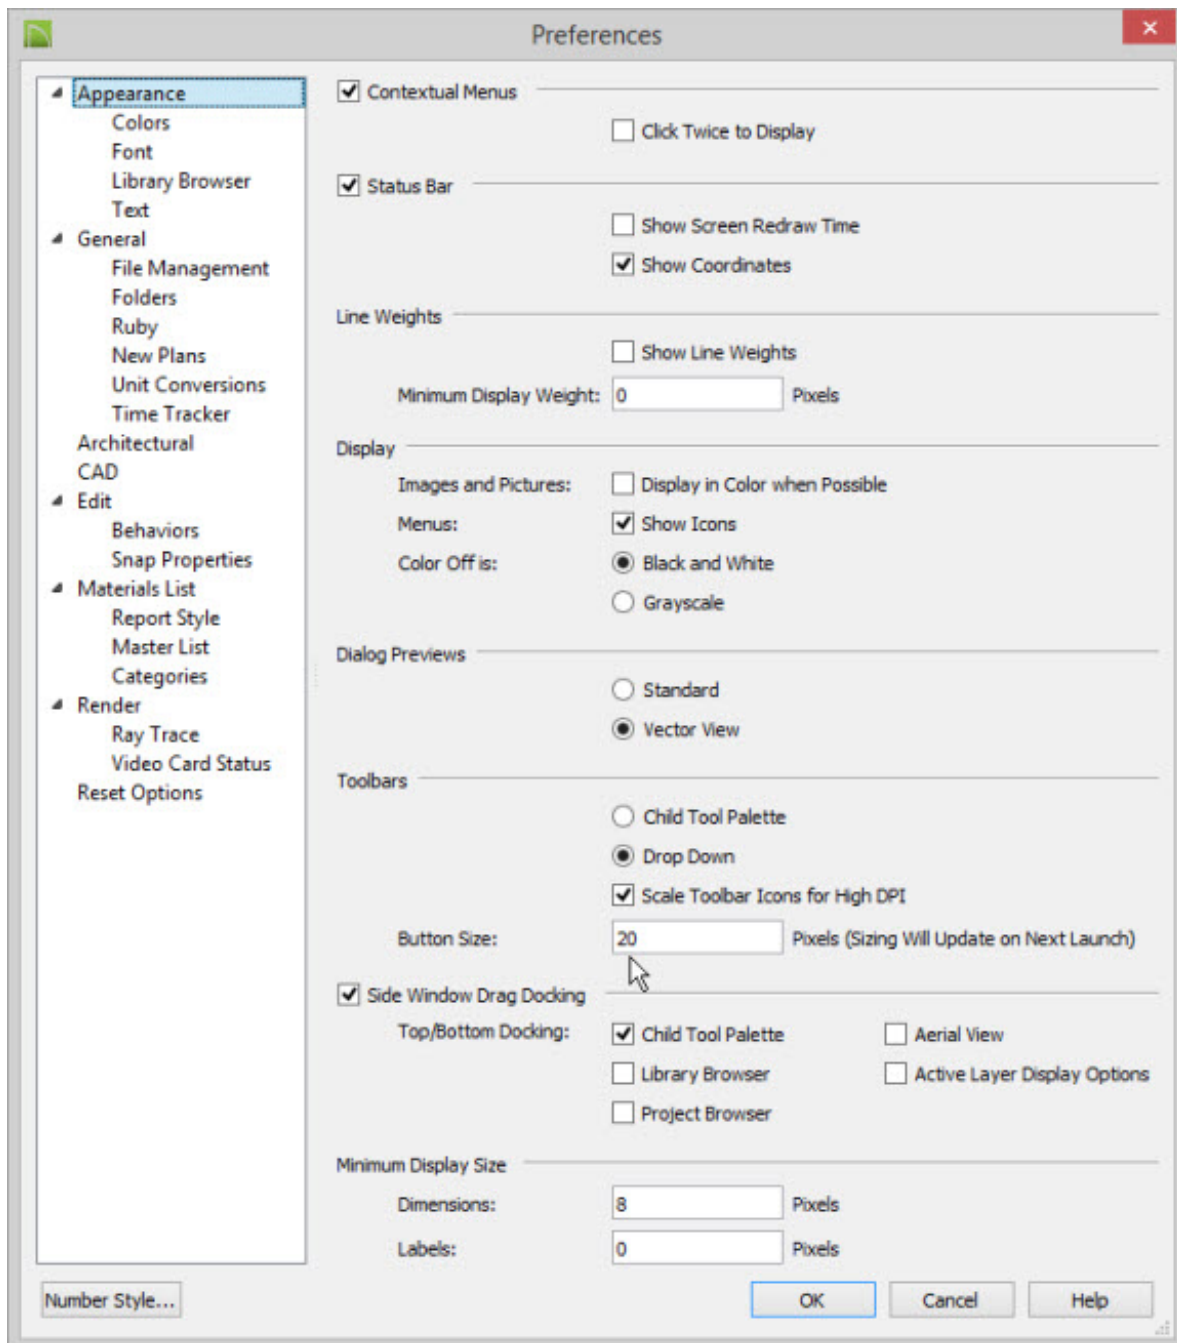 Preferences
Appearance
Colors
Font
Library Browser
Text
General
File Management
Folders
Ruby
New Plans
Unit Conversions
Time Tracker
Architectural
CAD
Edit
Behaviors
Snap Properties
Materials List
Report Style
Master List
Categories
Render
Ray Trace
Video Card Status
Reset Options
Contextual Menus
Click Twice to Display
Status Bar
Show Screen Redraw Time
Show Coordinates
Line Weights
Show Line Weights
Minimum Display Weight: 0 Pixels
Display
Images and Pictures: Display in Color when Possible
Menus: Show Icons
Color Off is: Black and White
Grayscale
Dialog Previews
Standard
Vector View
Toolbars
Child Tool Palette
Drop Down
Scale Toolbar Icons for High DPI
Button Size: 20 Pixels (Sizing Will Update on Next Launch)
Side Window Drag Docking
Top/Bottom Docking: Child Tool Palette Aerial View
Library Browser Active Layer Display Options
Project Browser
Minimum Display Size
Dimensions: 8 Pixels
Labels: 0 Pixels
Number Style... OK Cancel Help